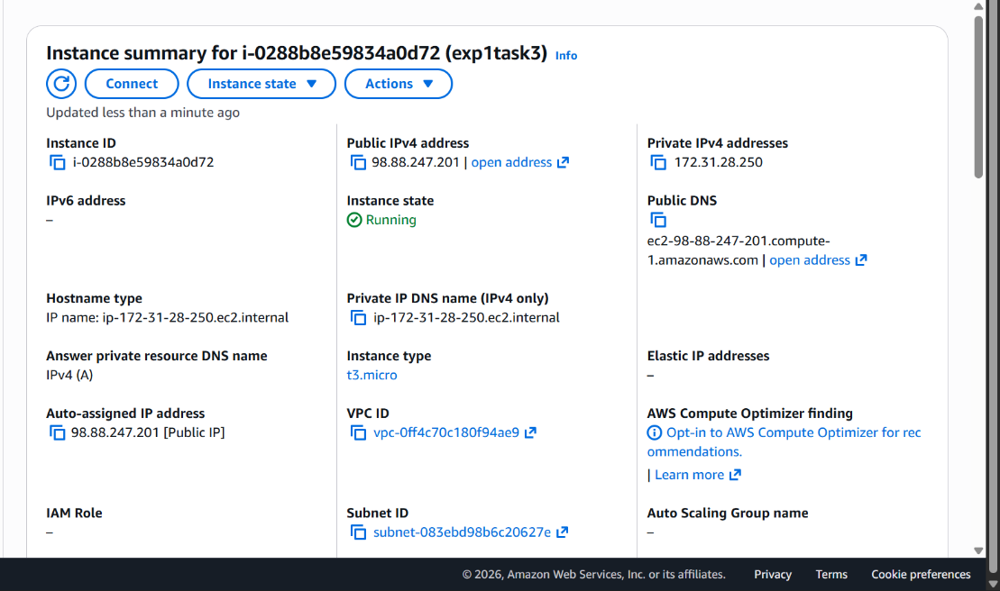 Instance summary for i-0288b8e59834a0d72 (exp1task3) Info
Connect
Instance state
Actions
Updated less than a minute ago
Instance ID
i-0288b8e59834a0d72
Public IPv4 address
98.88.247.201 | open address
Private IPv4 addresses
172.31.28.250
IPv6 address
–
Instance state
Running
Public DNS
ec2-98-88-247-201.compute-
1.amazonaws.com | open address
Hostname type
IP name: ip-172-31-28-250.ec2.internal
Private IP DNS name (IPv4 only)
ip-172-31-28-250.ec2.internal
Answer private resource DNS name
IPv4 (A)
Instance type
t3.micro
Elastic IP addresses
–
Auto-assigned IP address
98.88.247.201 [Public IP]
VPC ID
vpc-0ff4c70c180f94ae9
AWS Compute Optimizer finding
Opt-in to AWS Compute Optimizer for rec
ommendations.
| Learn more
IAM Role
–
Subnet ID
subnet-083ebd98b6c20627e
Auto Scaling Group name
–
© 2026, Amazon Web Services, Inc. or its affiliates.
Privacy
Terms
Cookie preferences